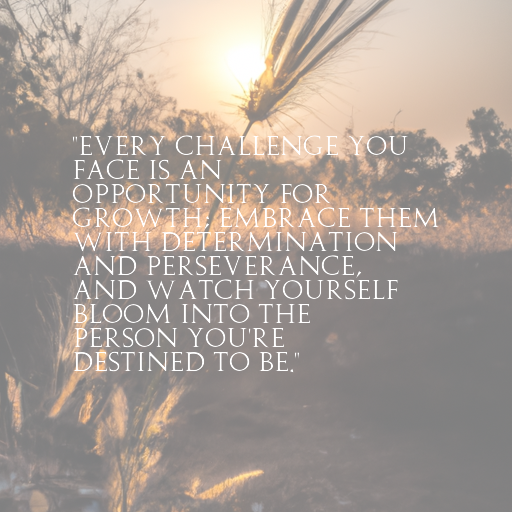 "EVERY CHALLENGE YOU
FACE IS AN
OPPORTUNITY FOR
GROWTH. EMBRACE THEM
WITH DETERMINATION
AND PERSEVERANCE,
AND WATCH YOURSELF
BLOOM INTO THE
PERSON YOU'RE
DESTINED TO BE."